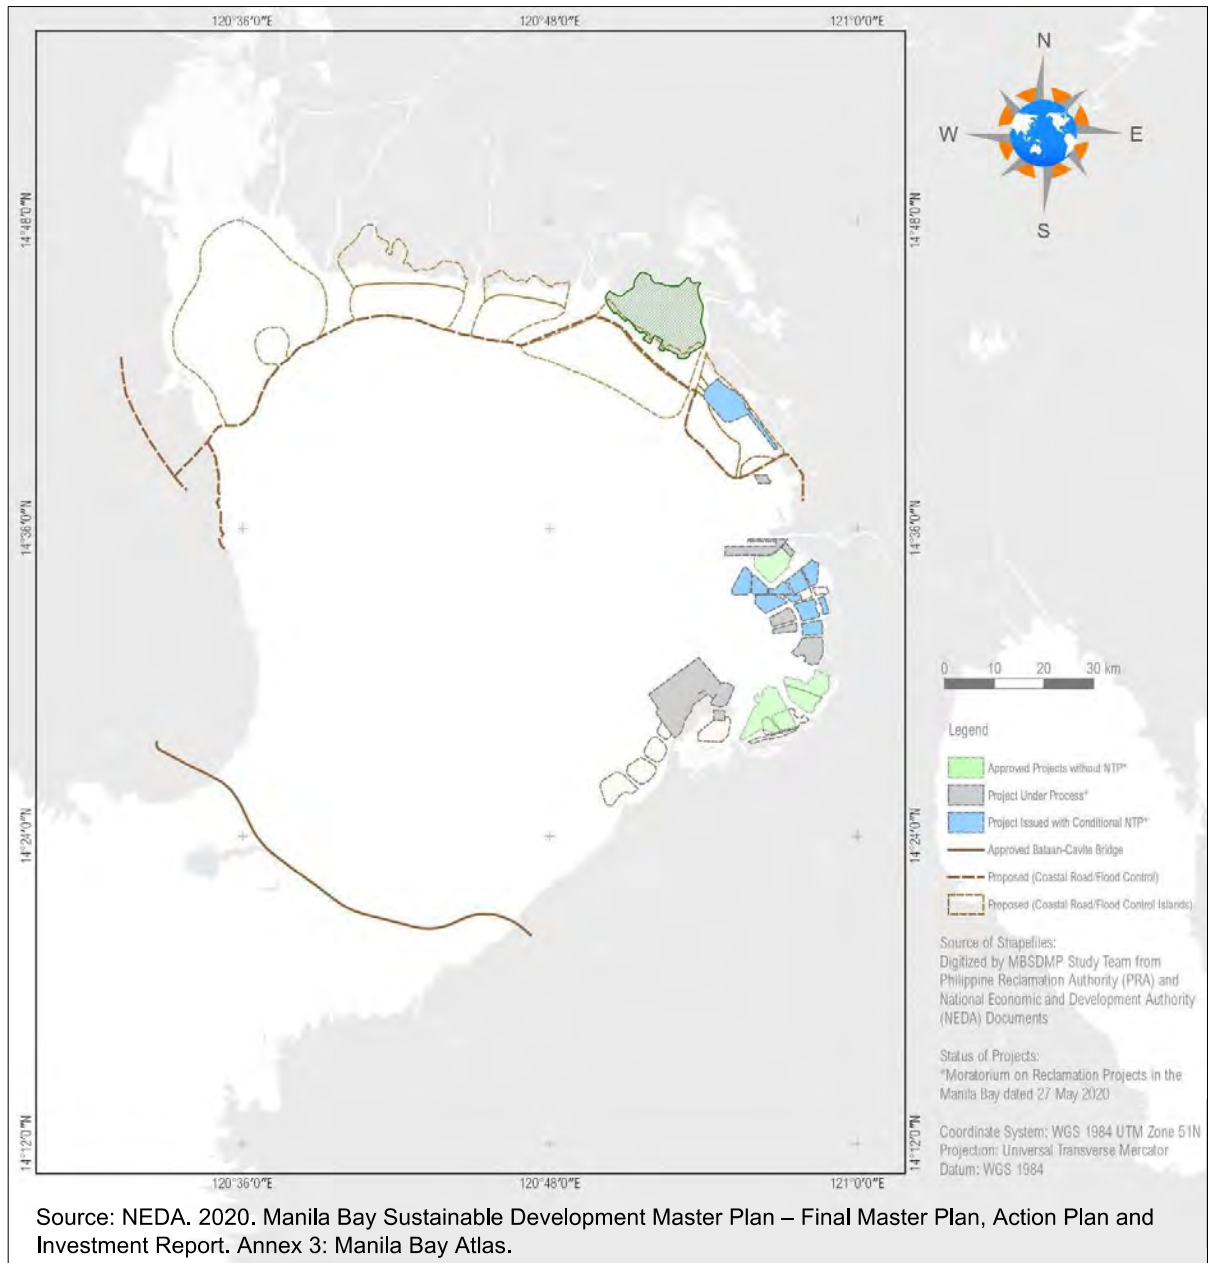 120°36'0"E
120°48'0"E
121°0'0"E
N
W
E
S
14°48'0"N
14°48'0"N
14°36'0"N
14°36'0"N
0 10 20 30 km
Legend
Approved Projects without NTP*
Project Under Process*
Project Issued with Conditional NTP*
Approved Bataan-Cavite Bridge
Proposed (Coastal Road/Flood Control)
Proposed (Coastal Road/Flood Control Islands)
14°24'0"N
14°24'0"N
Source of Shapefiles:
Digitized by MBSDMP Study Team from
Philippine Reclamation Authority (PRA) and
National Economic and Development Authority
(NEDA) Documents
Status of Projects:
*Moratorium on Reclamation Projects in the
Manila Bay dated 27 May 2020
Coordinate System: WGS 1984 UTM Zone 51N
Projection: Universal Transverse Mercator
Datum: WGS 1984
14°12'0"N
14°12'0"N
120°36'0"E
120°48'0"E
121°0'0"E
Source: NEDA. 2020. Manila Bay Sustainable Development Master Plan – Final Master Plan, Action Plan and
Investment Report. Annex 3: Manila Bay Atlas.